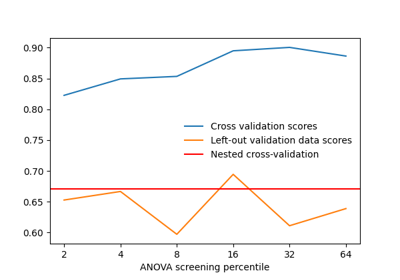 0.90
0.85
0.80
0.75
0.70
0.65
0.60
Cross validation scores
Left-out validation data scores
Nested cross-validation
2 4 8 16 32 64
ANOVA screening percentile